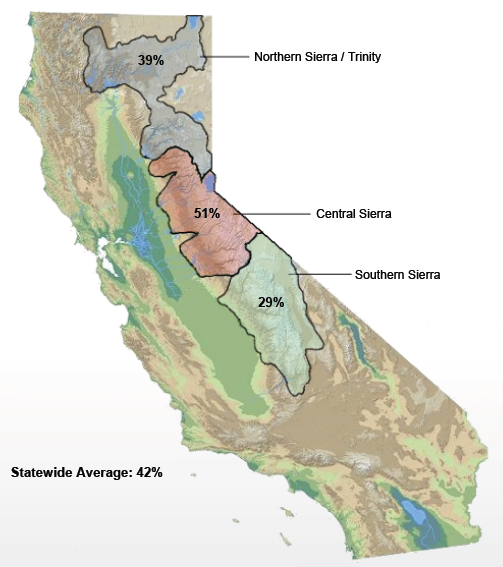 39%
Northern Sierra / Trinity
51%
Central Sierra
Southern Sierra
29%
Statewide Average: 42%